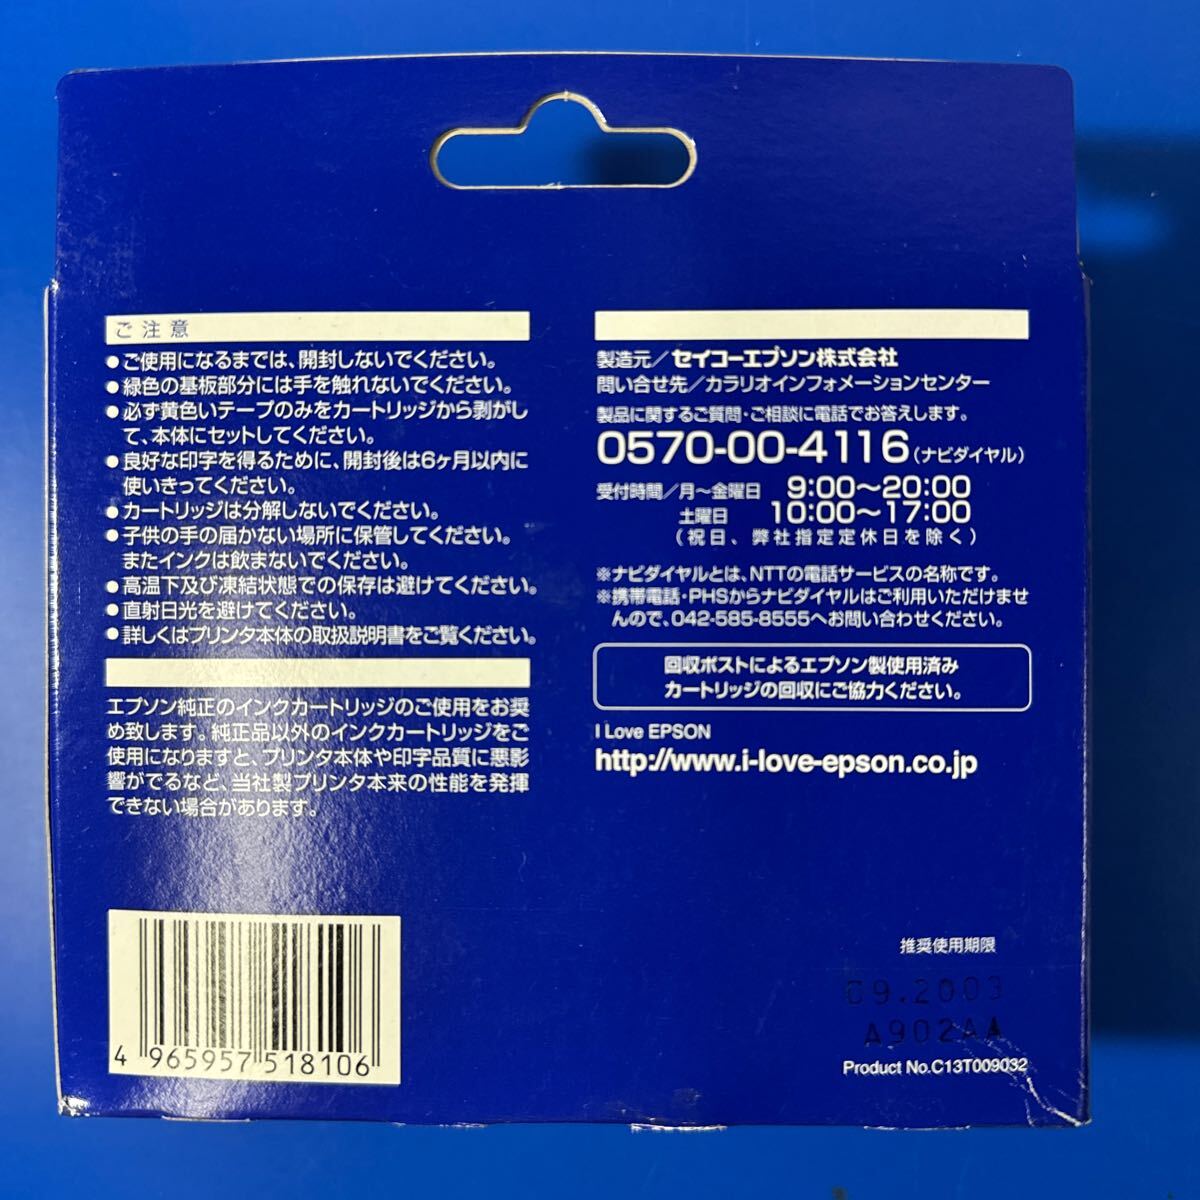 ご注意
●ご使用になるまでは、開封しないでください。
●緑色の基板部分には手を触れないでください。
●必ず黄色いテープのみをカートリッジから剥がし
て、本体にセットしてください。
●良好な印字を得るために、開封後は6ヶ月以内に
使いきってください。
●カートリッジは分解しないでください。
●子供の手の届かない場所に保管してください。
またインクは飲まないでください。
●高温下及び凍結状態での保存は避けてください。
●直射日光を避けてください。
●詳しくはプリンタ本体の取扱説明書をご覧ください。
エプソン純正のインクカートリッジのご使用をお奨
め致します。純正品以外のインクカートリッジをご
使用になりますと、プリンタ本体や印字品質に悪影
響がでるなど、当社製プリンタ本来の性能を発揮
できない場合があります。
4 965957 518106
製造元／セイコーエプソン株式会社
問い合せ先／カラリオインフォメーションセンター
製品に関するご質問・ご相談に電話でお答えします。
0570-00-4116(ナビダイヤル)
受付時間／月〜金曜日 9:00〜20:00
土曜日 10:00〜17:00
(祝日、弊社指定定休日を除く)
※ナビダイヤルとは、NTTの電話サービスの名称です。
※携帯電話・PHSからナビダイヤルはご利用いただけませ
んので、042-585-8555へお問い合わせください。
回収ポストによるエプソン製使用済み
カートリッジの回収にご協力ください。
I Love EPSON
http://www.i-love-epson.co.jp
推奨使用期限
09.2003
A902AA
Product No.C13T009032